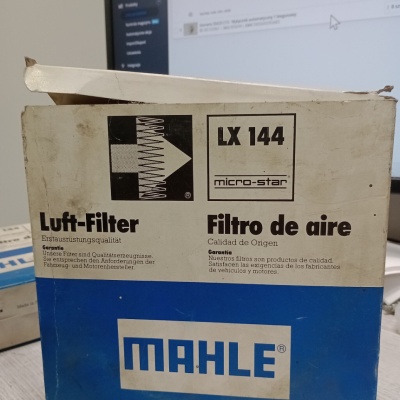 LX 144
micro-star®
Luft-Filter
Erstausrüstungsqualität
Garantie
Unsere Filter sind Qualitätserzeugnisse.
Sie entsprechen den Anforderungen der
Fahrzeug- und Motorenhersteller.
Filtro de aire
Calidad de Origen
Garantia
Nuestros filtros son productos de calidad.
Satisfacen las exigencias de los fabricantes
de vehículos y motores.
MAHLE®